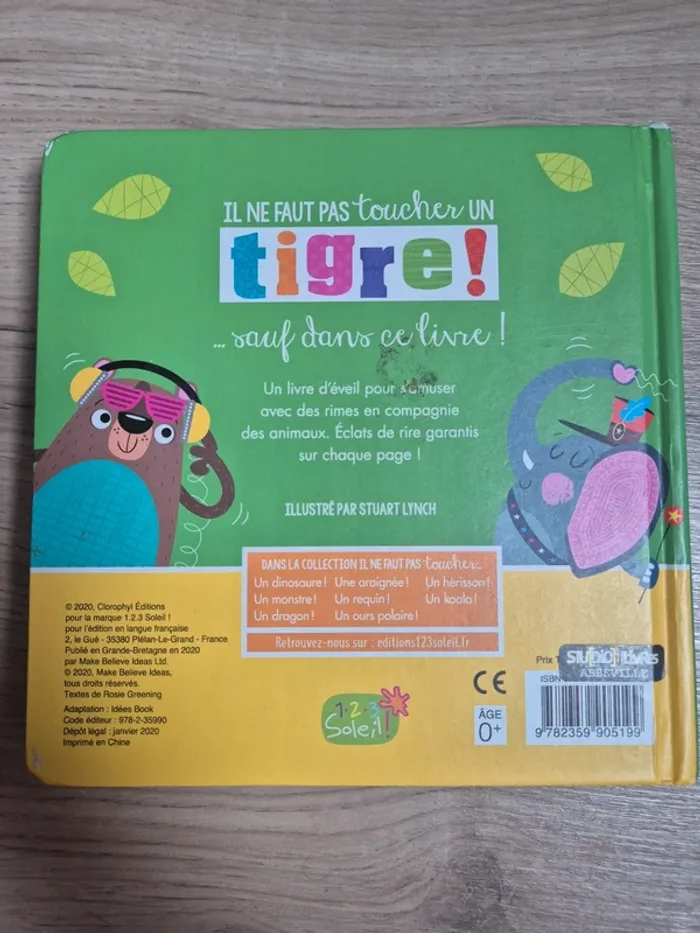 IL NE FAUT PAS toucher UN
tigre!
... sauf dans ce livre !
Un livre d'éveil pour s'amuser
avec des rimes en compagnie
des animaux. Éclats de rire garantis
sur chaque page !
ILLUSTRÉ PAR STUART LYNCH
DANS LA COLLECTION IL NE FAUT PAS toucher...
Un dinosaure ! Une araignée ! Un hérisson !
Un monstre ! Un requin ! Un koala !
Un dragon ! Un ours polaire !
Retrouvez-nous sur : editions123soleil.fr
© 2020, Clorophyl Éditions
pour la marque 1.2.3 Soleil !
pour l'édition en langue française
2, le Gué - 35380 Plélan-Le-Grand - France
Publié en Grande-Bretagne en 2020
par Make Believe Ideas Ltd.
© 2020, Make Believe Ideas,
tous droits réservés.
Textes de Rosie Greening
Adaptation : Idées Book
Code éditeur : 978-2-35990
Dépôt légal : janvier 2020
Imprimé en Chine
1·2·3
Soleil!
CE
ÂGE
0+
Prix
STUDIO LIVRES
ABBEVILLE
ISBN
9 782359 905199